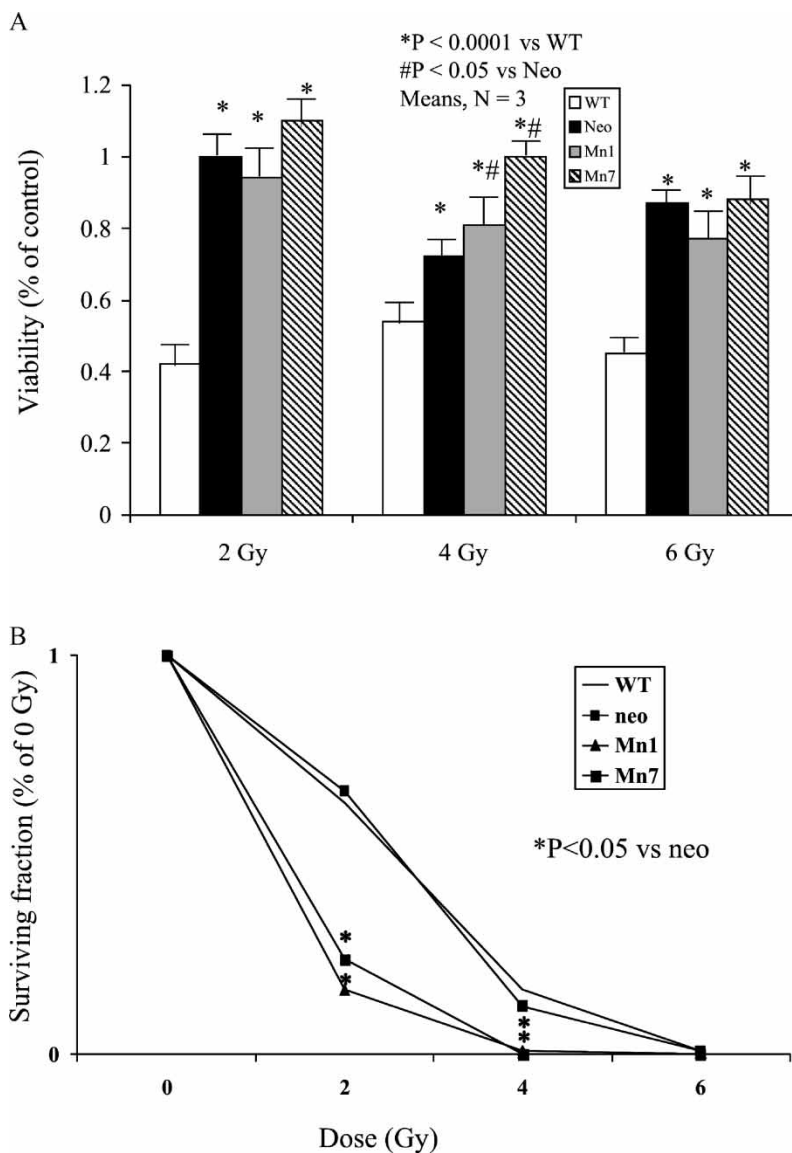 A
*P < 0.0001 vs WT
#P < 0.05 vs Neo
Means, N = 3
WT
Neo
Mn1
Mn7
Viability (% of control)
1.2
1
0.8
0.6
0.4
0.2
0
* * *
* *# *#
* * *
2 Gy 4 Gy 6 Gy
B
Surviving fraction (% of 0 Gy)
1
0
WT
neo
Mn1
Mn7
*P<0.05 vs neo
*
*
*
*
0 2 4 6
Dose (Gy)